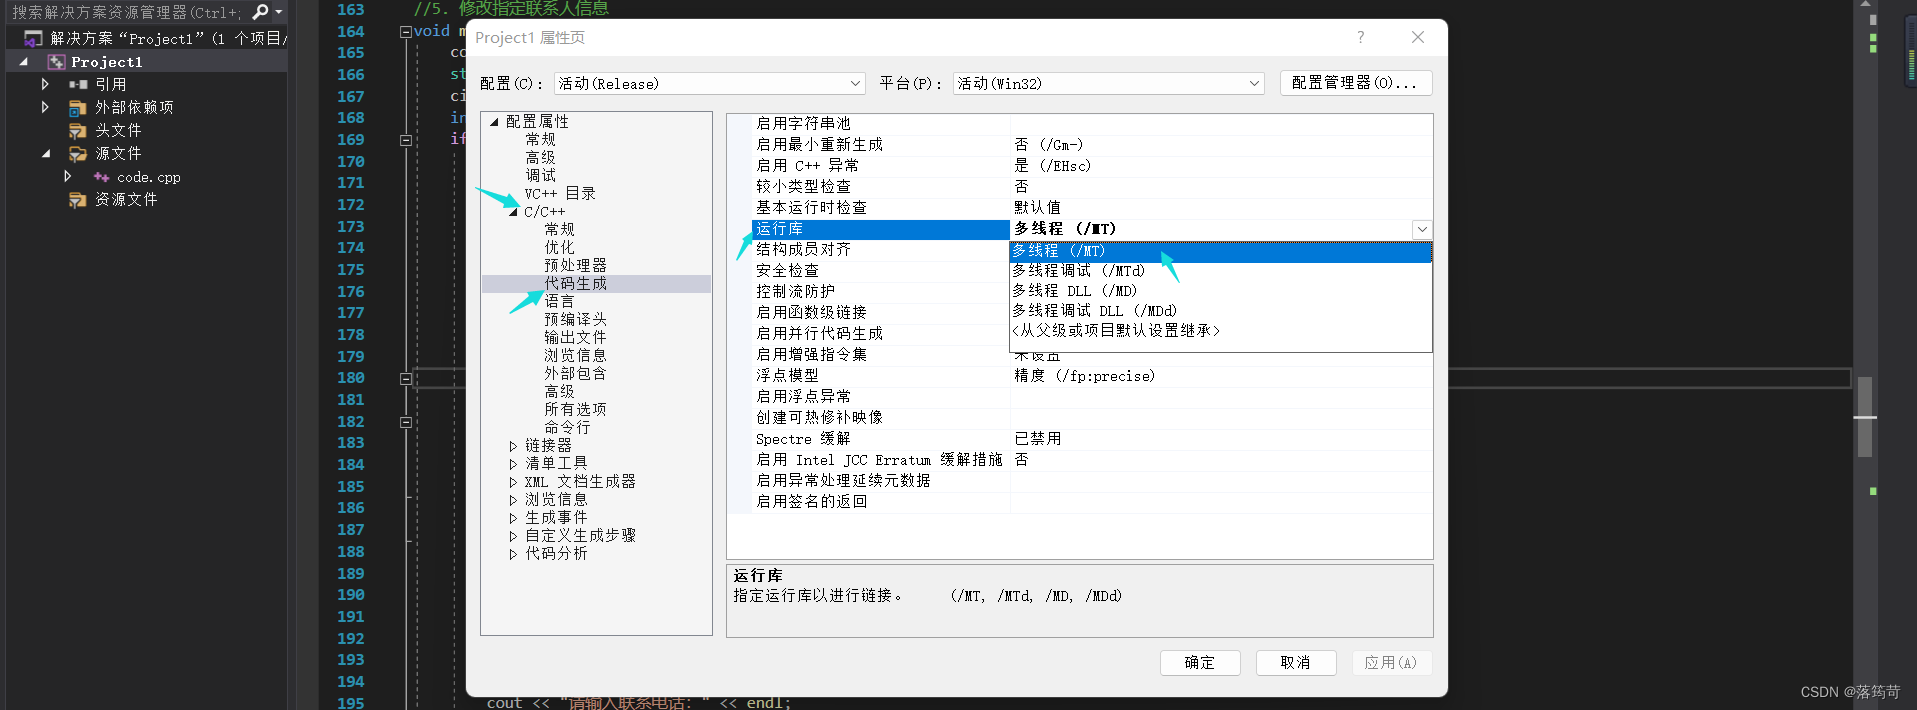 搜索解决方案资源管理器(Ctrl+;
解决方案“Project1”(1 个项目/
Project1
引用
外部依赖项
头文件
源文件
code.cpp
资源文件
163
//5. 修改指定联系人信息
164
void m
165
co
166
st
167
ci
168
in
169
if
170
171
172
173
174
175
176
177
178
179
180
181
182
183
184
185
186
187
188
189
190
191
192
193
194
195
cout << "请输入联系电话：" << endl;
Project1 属性页
?
配置(C):
活动(Release)
平台(P):
活动(Win32)
配置管理器(O)...
配置属性
常规
高级
调试
VC++ 目录
C/C++
常规
优化
预处理器
代码生成
语言
预编译头
输出文件
浏览信息
外部包含
高级
所有选项
命令行
链接器
清单工具
XML 文档生成器
浏览信息
生成事件
自定义生成步骤
代码分析
启用字符串池
启用最小重新生成 否 (/Gm-)
启用 C++ 异常 是 (/EHsc)
较小类型检查 否
基本运行时检查 默认值
运行库 多线程 (/MT)
结构成员对齐
安全检查
控制流防护
启用函数级链接
启用并行代码生成
启用增强指令集 未设置
浮点模型 精度 (/fp:precise)
启用浮点异常
创建可热修补映像
Spectre 缓解 已禁用
启用 Intel JCC Erratum 缓解措施 否
启用异常处理延续元数据
启用签名的返回
多线程 (/MT)
多线程调试 (/MTd)
多线程 DLL (/MD)
多线程调试 DLL (/MDd)
<从父级或项目默认设置继承>
运行库
指定运行库以进行链接。 (/MT, /MTd, /MD, /MDd)
确定
取消
应用(A)
CSDN @落筠苛